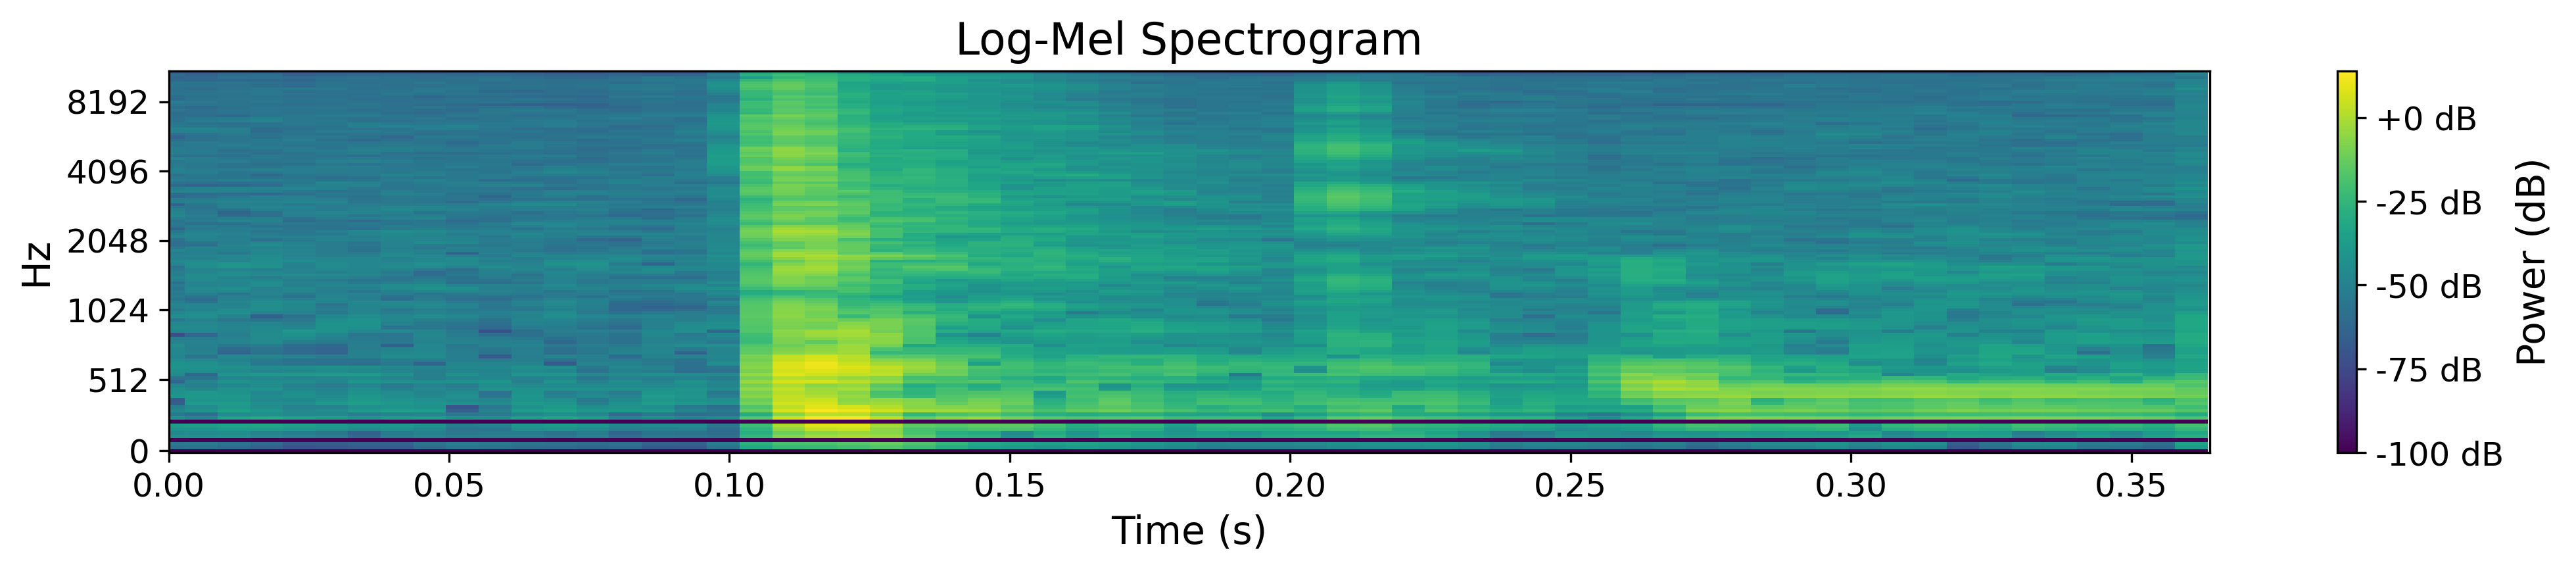 Log-Mel Spectrogram
Hz
8192
4096
2048
1024
512
0
0.00 0.05 0.10 0.15 0.20 0.25 0.30 0.35
Time (s)
+0 dB
-25 dB
-50 dB
-75 dB
-100 dB
Power (dB)